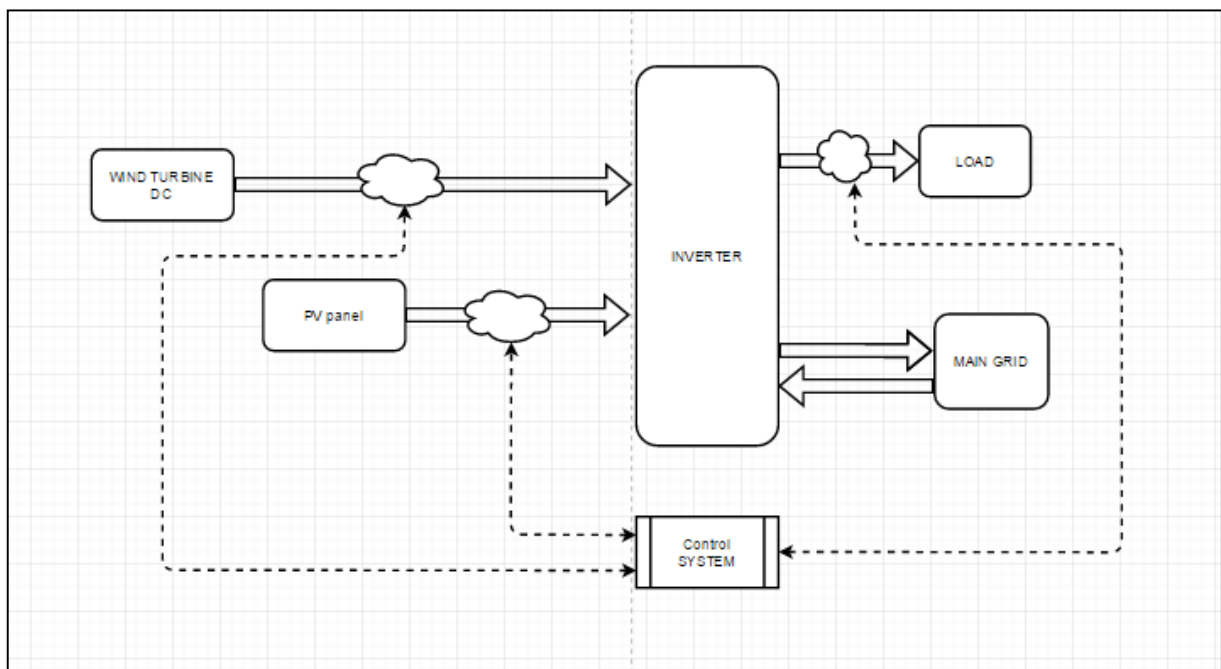 WIND TURBINE
DC
LOAD
INVERTER
PV panel
MAIN GRID
Control
SYSTEM